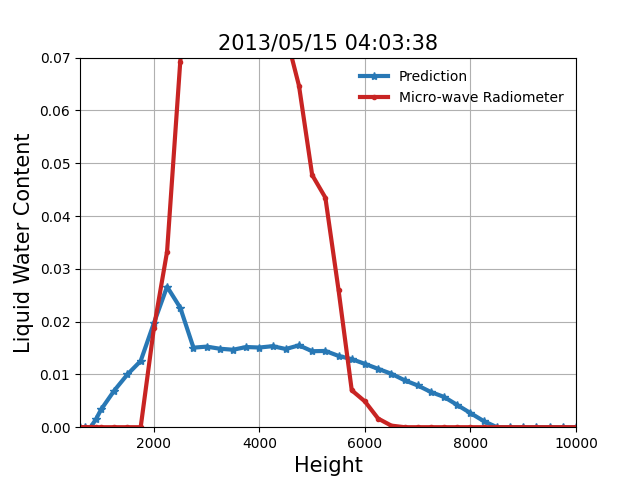 2013/05/15 04:03:38
Prediction
Micro-wave Radiometer
Liquid Water Content
0.07
0.06
0.05
0.04
0.03
0.02
0.01
0.00
2000 4000 6000 8000 10000
Height